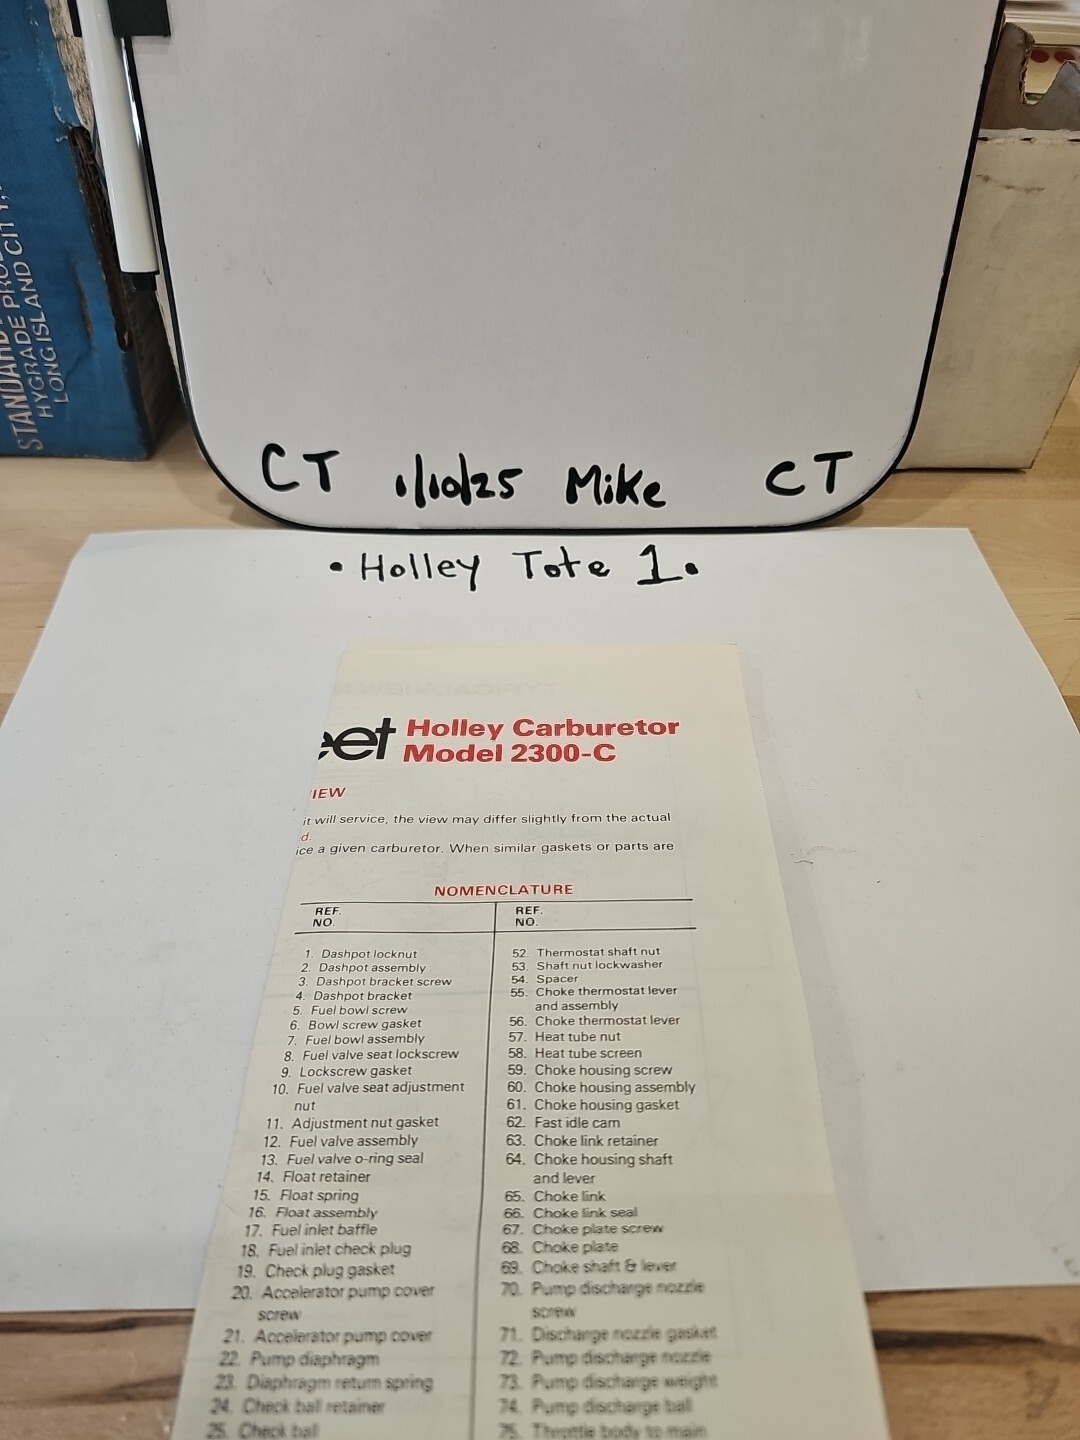 HYGRADE
LONG ISLAND CITY,
CT 1/10/25 Mike CT
• Holley Tote 1•
Holley Carburetor
Model 2300-C
it will service, the view may differ slightly from the actual
d.
a given carburetor. When similar gaskets or parts are
NOMENCLATURE
REF.
NO.
1. Dashpot locknut
2. Dashpot assembly
3. Dashpot bracket screw
4. Dashpot bracket
5. Fuel bowl screw
6. Bowl screw gasket
7. Fuel bowl assembly
8. Fuel valve seat lockscrew
9. Lockscrew gasket
10. Fuel valve seat adjustment
nut
11. Adjustment nut gasket
12. Fuel valve assembly
13. Fuel valve o-ring seal
14. Float retainer
15. Float spring
16. Float assembly
17. Fuel inlet baffle
18. Fuel inlet check plug
19. Check plug gasket
20. Accelerator pump cover
screw
21. Accelerator pump cover
22. Pump diaphragm
23. Diaphragm return spring
24. Check ball retainer
25. Check ball
REF.
NO.
52. Thermostat shaft nut
53. Shaft nut lockwasher
54. Spacer
55. Choke thermostat lever
and assembly
56. Choke thermostat lever
57. Heat tube nut
58. Heat tube screen
59. Choke housing screw
60. Choke housing assembly
61. Choke housing gasket
62. Fast idle cam
63. Choke link retainer
64. Choke housing shaft
and lever
65. Choke link
66. Choke link seal
67. Choke plate screw
68. Choke plate
69. Choke shaft & lever
70. Pump discharge nozzle
screw
71. Discharge nozzle gasket
72. Pump discharge nozzle
73. Pump discharge weight
74. Pump discharge ball
75. Throttle body to main